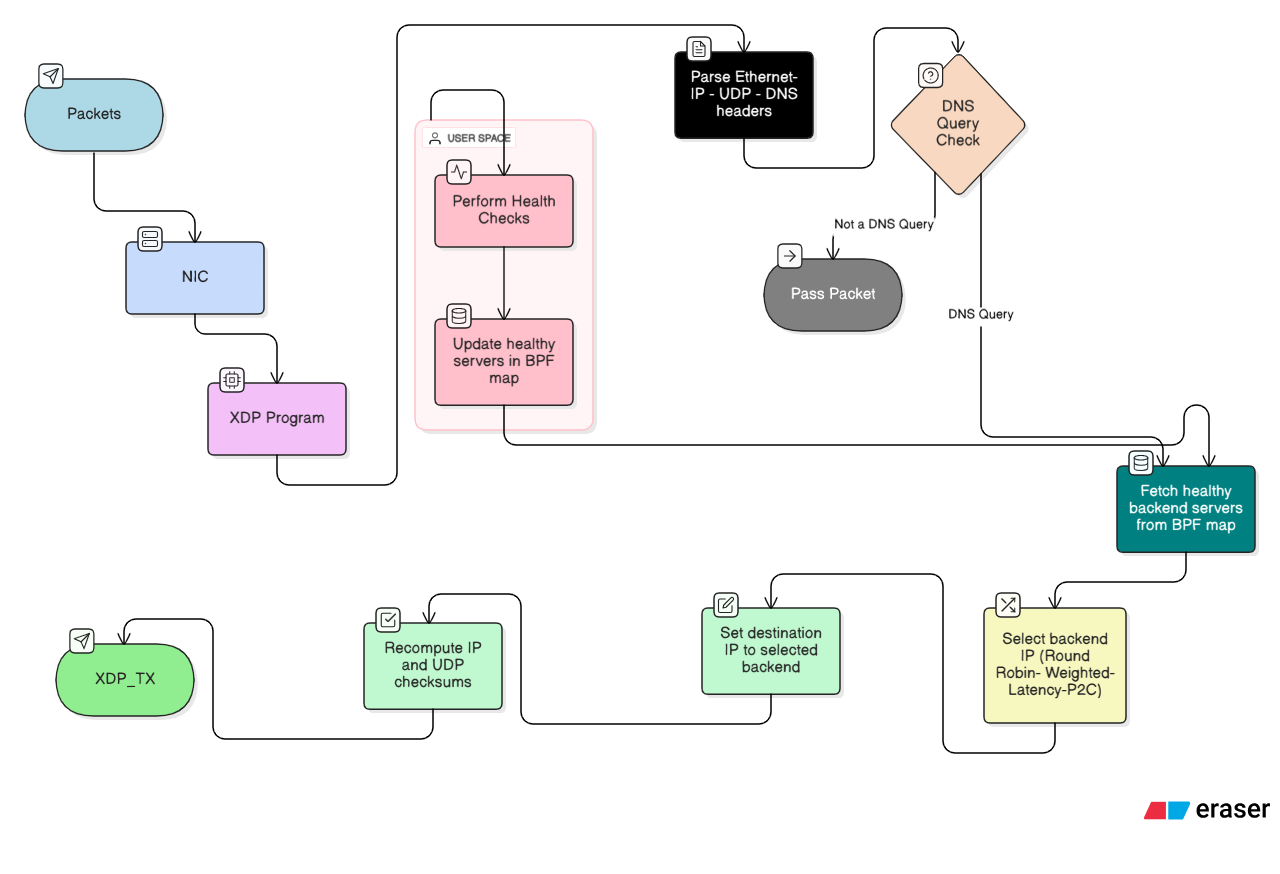 Packets
NIC
XDP Program
USER SPACE
Perform Health
Checks
Update healthy
servers in BPF
map
Parse Ethernet-
IP - UDP - DNS
headers
DNS
Query
Check
Not a DNS Query
Pass Packet
DNS Query
Fetch healthy
backend servers
from BPF map
Select backend
IP (Round
Robin- Weighted-
Latency-P2C)
Set destination
IP to selected
backend
Recompute IP
and UDP
checksums
XDP_TX
eraser